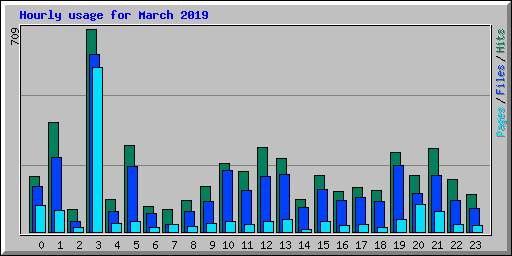 Hourly usage for March 2019
709
Pages / Files / Hits
0 1 2 3 4 5 6 7 8 9 10 11 12 13 14 15 16 17 18 19 20 21 22 23